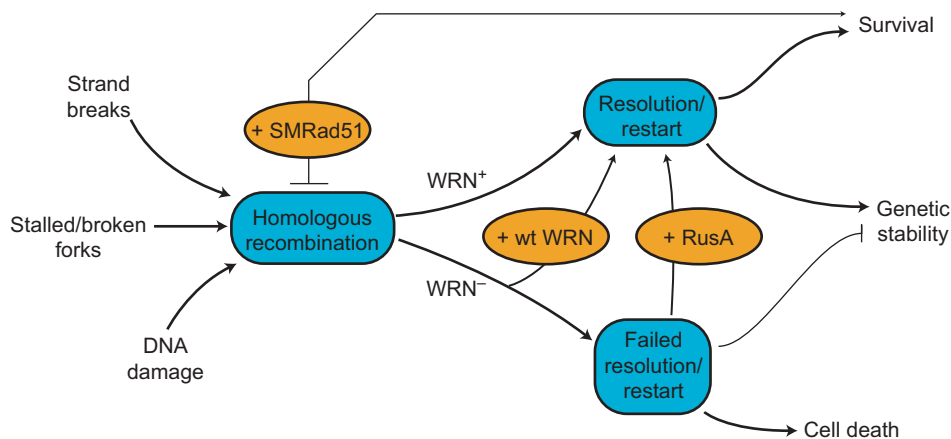 Survival
Strand
breaks
+ SMRad51
Resolution/
restart
WRN⁺
Stalled/broken
forks
Homologous
recombination
+ wt WRN
+ RusA
Genetic
stability
WRN⁻
DNA
damage
Failed
resolution/
restart
Cell death